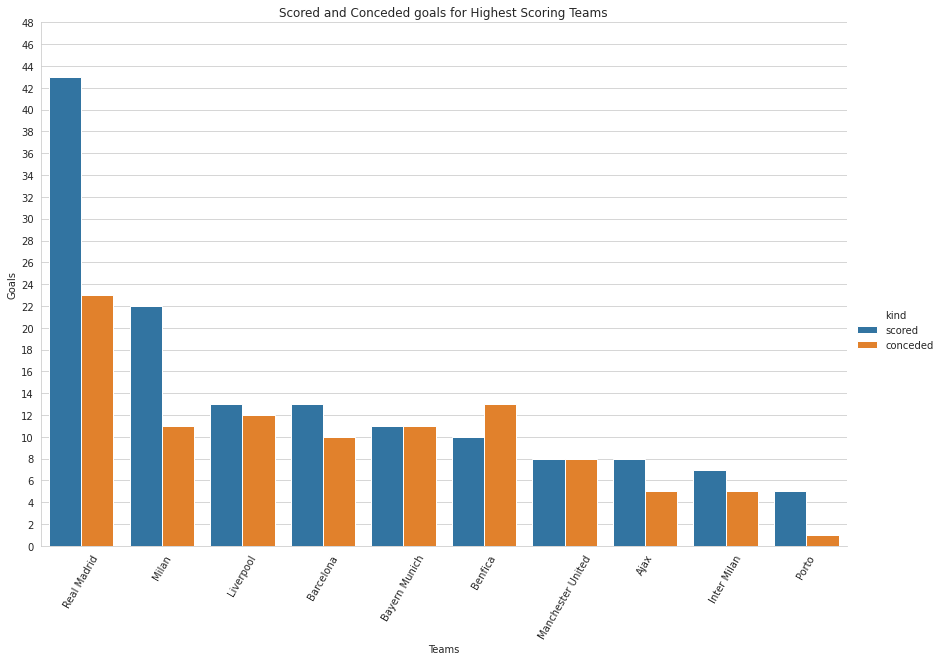 Scored and Conceded goals for Highest Scoring Teams
48
46
44
42
40
38
36
34
32
30
28
26
24
22
20
18
16
14
12
10
8
6
4
2
0
Goals
Real Madrid
Milan
Liverpool
Barcelona
Bayern Munich
Benfica
Manchester United
Ajax
Inter Milan
Porto
Teams
kind
scored
conceded